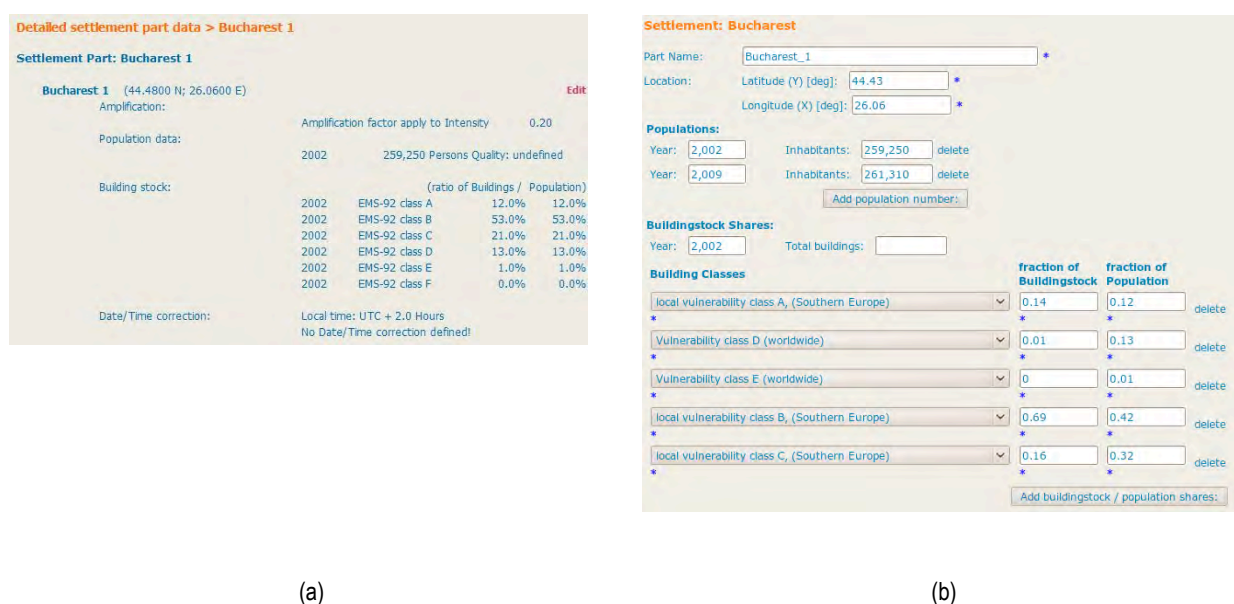 Detailed settlement part data > Bucharest 1
Settlement Part: Bucharest 1
Bucharest 1 (44.4800 N; 26.0600 E) Edit
Amplification:
Amplification factor apply to Intensity 0.20
Population data:
2002 259,250 Persons Quality: undefined
Building stock: (ratio of Buildings / Population)
2002 EMS-92 class A 12.0% 12.0%
2002 EMS-92 class B 53.0% 53.0%
2002 EMS-92 class C 21.0% 21.0%
2002 EMS-92 class D 13.0% 13.0%
2002 EMS-92 class E 1.0% 1.0%
2002 EMS-92 class F 0.0% 0.0%
Date/Time correction: Local time: UTC + 2.0 Hours
No Date/Time correction defined!
(a)
Settlement: Bucharest
Part Name: Bucharest_1 *
Location: Latitude (Y) [deg]: 44.43 *
Longitude (X) [deg]: 26.06 *
Populations:
Year: 2,002 Inhabitants: 259,250 delete
Year: 2,009 Inhabitants: 261,310 delete
Add population number:
Buildingstock Shares:
Year: 2,002 Total buildings:
Building Classes fraction of Buildingstock fraction of Population
local vulnerability class A, (Southern Europe) 0.14 0.12 delete
* * *
Vulnerability class D (worldwide) 0.01 0.13 delete
* * *
Vulnerability class E (worldwide) 0 0.01 delete
* * *
local vulnerability class B, (Southern Europe) 0.69 0.42 delete
* * *
local vulnerability class C, (Southern Europe) 0.16 0.32 delete
* * *
Add buildingstock / population shares:
(b)